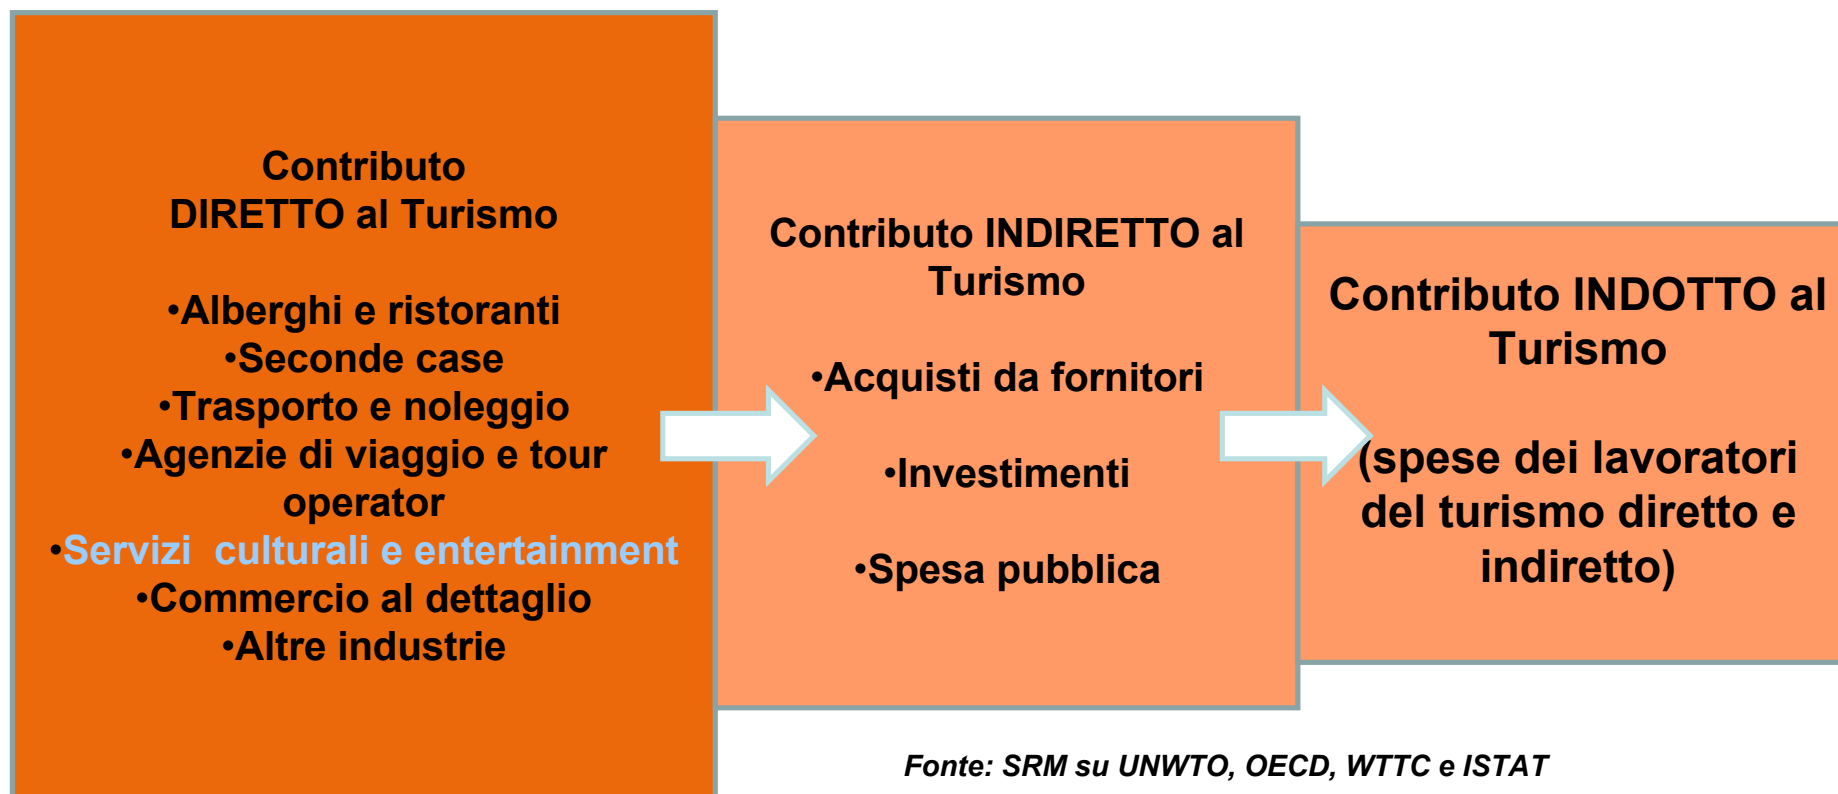 Contributo
DIRETTO al Turismo
•Alberghi e ristoranti
•Seconde case
•Trasporto e noleggio
•Agenzie di viaggio e tour
operator
•Servizi  culturali e entertainment
•Commercio al dettaglio
•Altre industrie
Contributo INDIRETTO al
Turismo
•Acquisti da fornitori
•Investimenti
•Spesa pubblica
Contributo INDOTTO al
Turismo
(spese dei lavoratori
del turismo diretto e
indiretto)
Fonte: SRM su UNWTO, OECD, WTTC e ISTAT